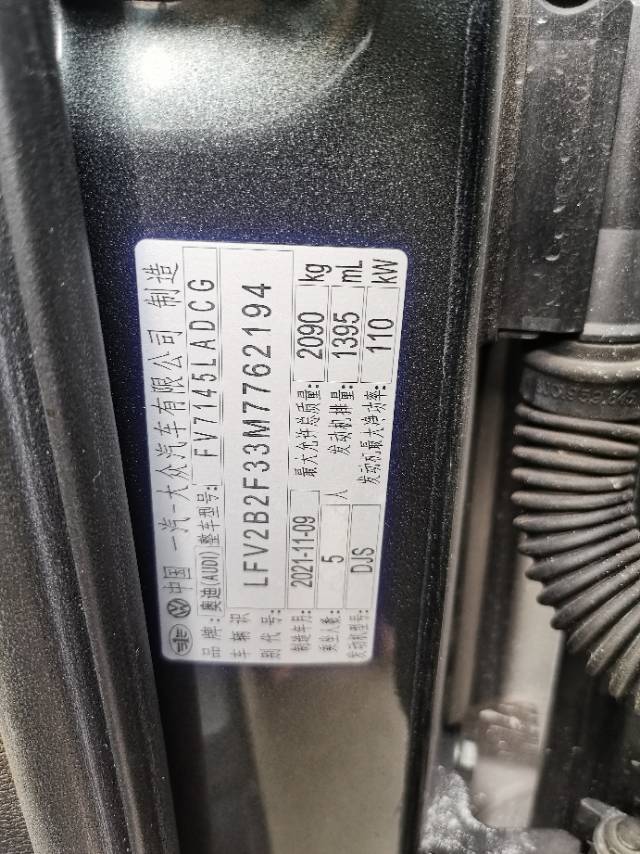 中国 一汽-大众汽车有限公司 制造
品牌: 奥迪(AUDI) 整车型号: FV7145LADCG
车辆识别代号: LFV2B2F33M7762194
制造年月: 2021-11-09 最大允许总质量: 2090 kg
乘坐人数: 5 人 发动机排量: 1395 mL
发动机型号: DJS 发动机最大净功率: 110 kW